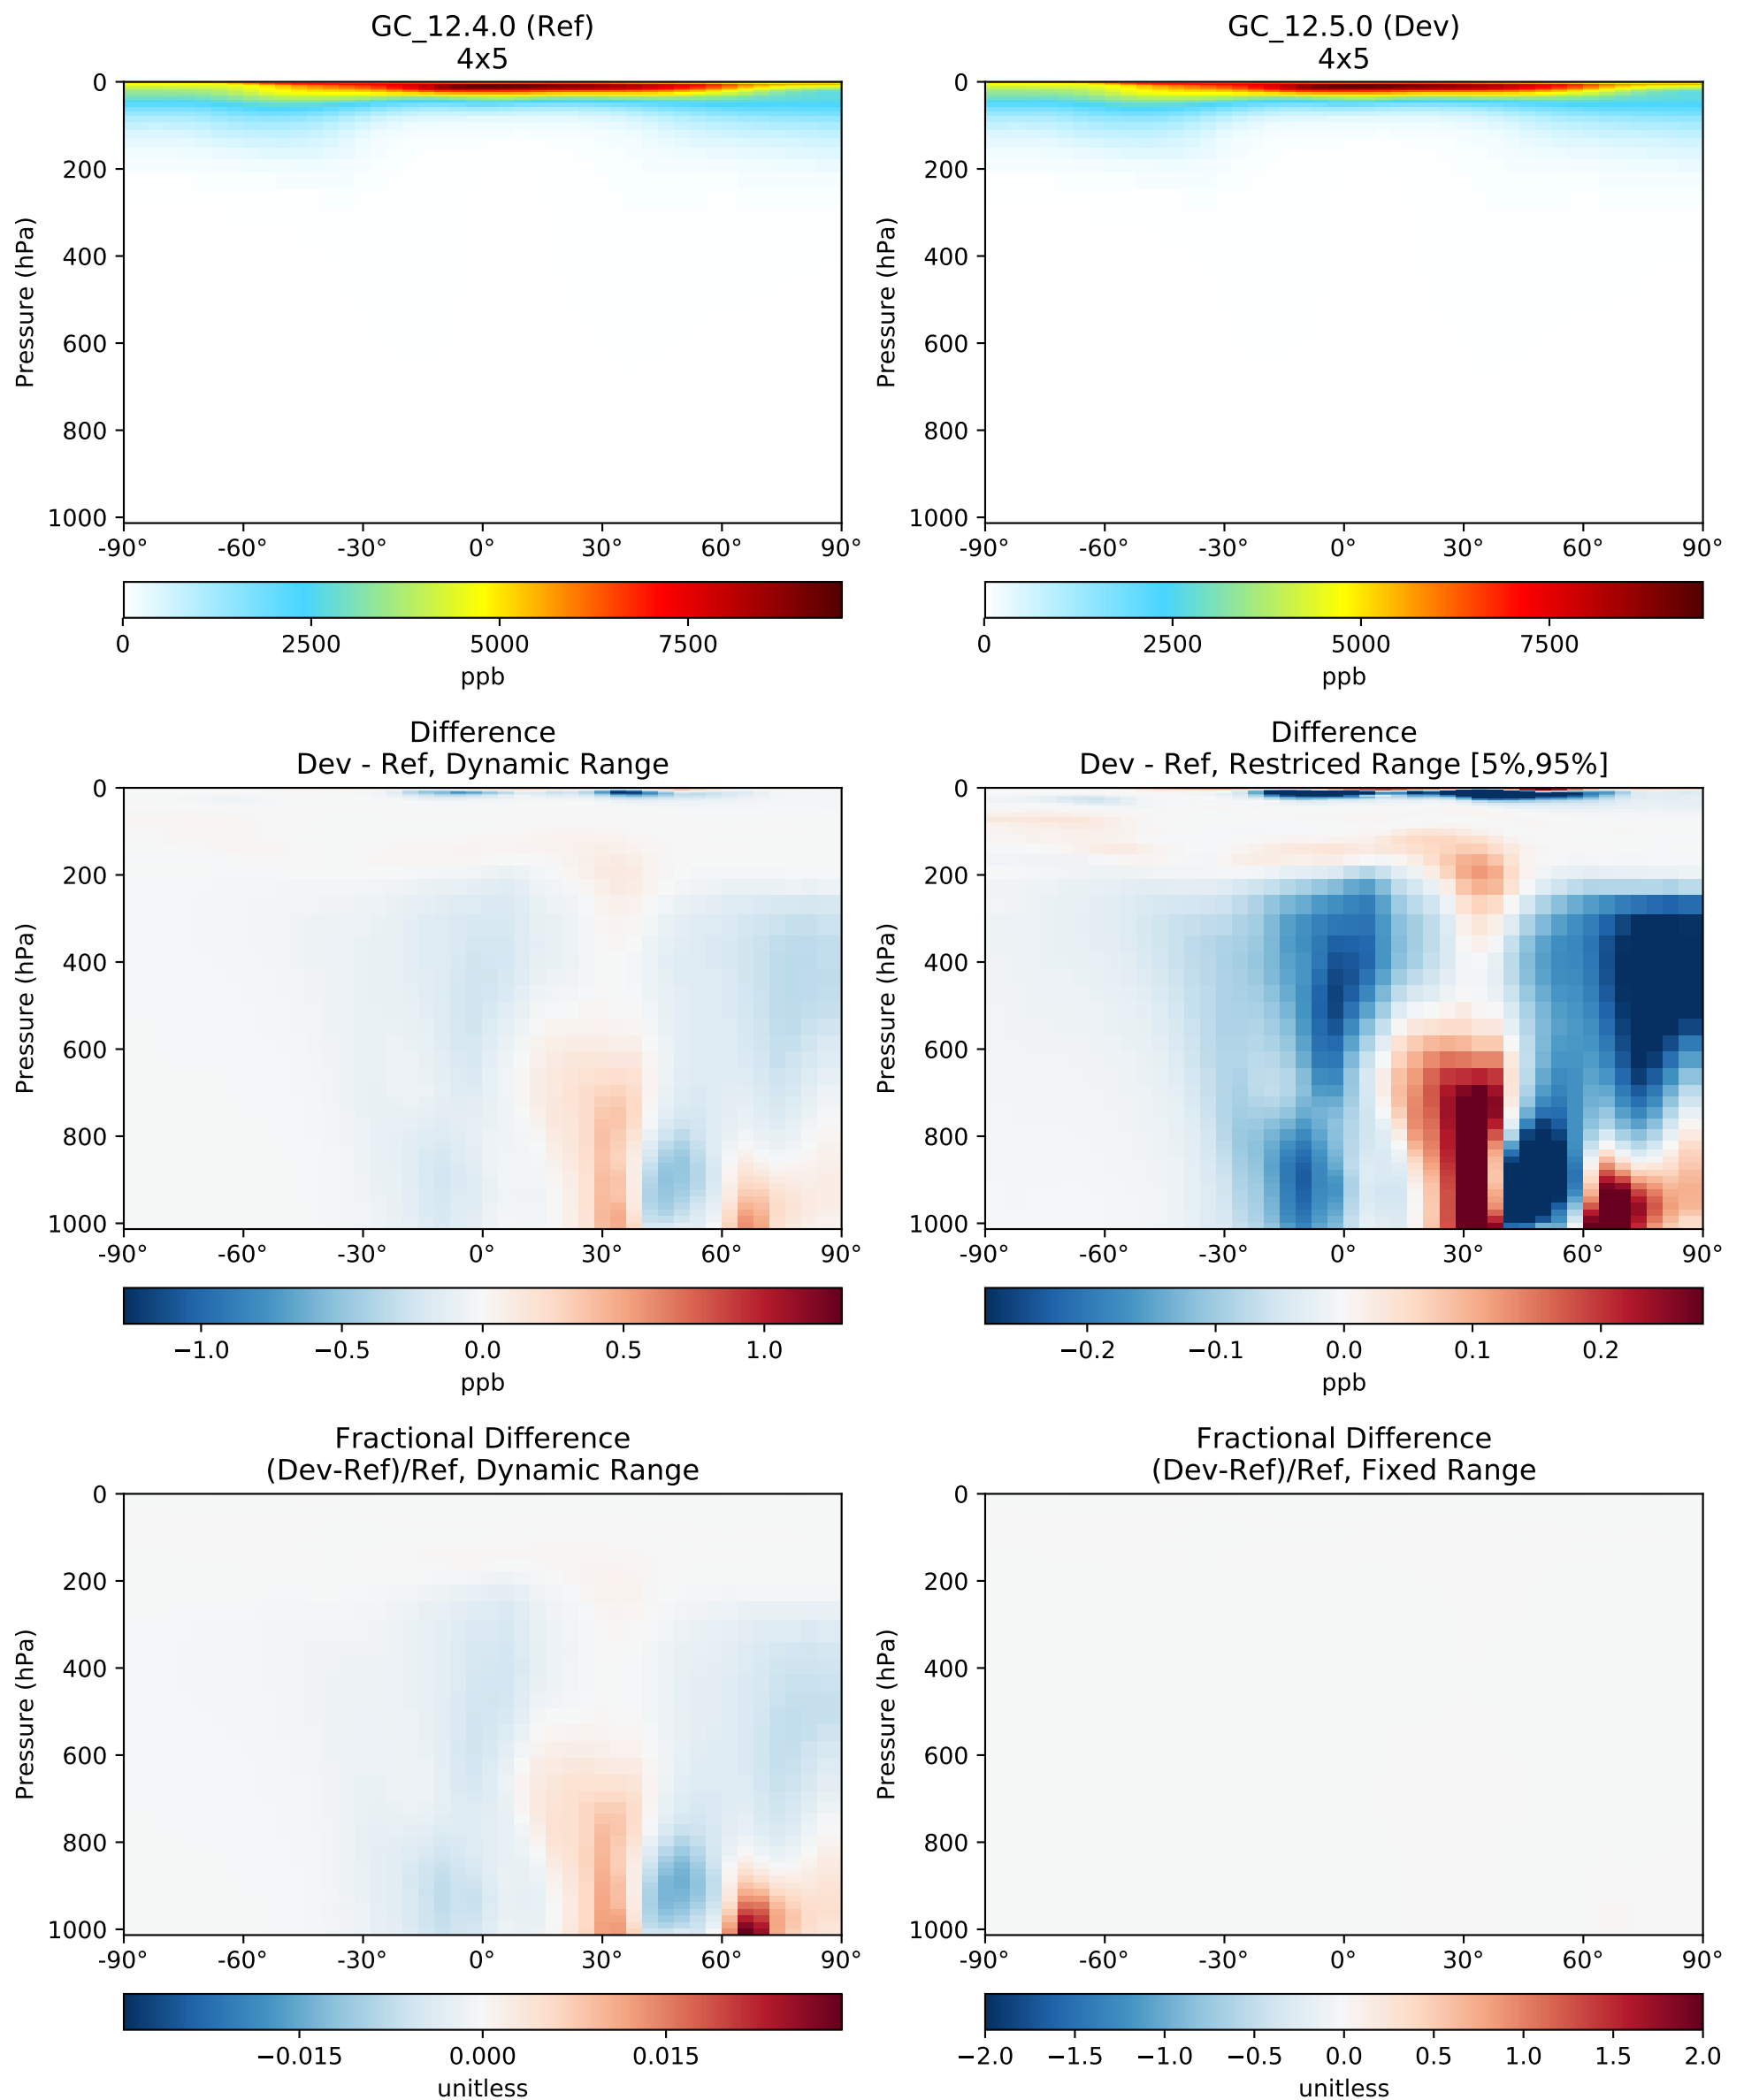 GC_12.4.0 (Ref)
4x5
0
200
400
600
800
1000
Pressure (hPa)
-90° -60° -30° 0° 30° 60° 90°
0 2500 5000 7500
ppb
GC_12.5.0 (Dev)
4x5
0
200
400
600
800
1000
Pressure (hPa)
-90° -60° -30° 0° 30° 60° 90°
0 2500 5000 7500
ppb
Difference
Dev - Ref, Dynamic Range
0
200
400
600
800
1000
Pressure (hPa)
-90° -60° -30° 0° 30° 60° 90°
−1.0 −0.5 0.0 0.5 1.0
ppb
Difference
Dev - Ref, Restriced Range [5%,95%]
0
200
400
600
800
1000
Pressure (hPa)
-90° -60° -30° 0° 30° 60° 90°
−0.2 −0.1 0.0 0.1 0.2
ppb
Fractional Difference
(Dev-Ref)/Ref, Dynamic Range
0
200
400
600
800
1000
Pressure (hPa)
-90° -60° -30° 0° 30° 60° 90°
−0.015 0.000 0.015
unitless
Fractional Difference
(Dev-Ref)/Ref, Fixed Range
0
200
400
600
800
1000
Pressure (hPa)
-90° -60° -30° 0° 30° 60° 90°
−2.0 −1.5 −1.0 −0.5 0.0 0.5 1.0 1.5 2.0
unitless